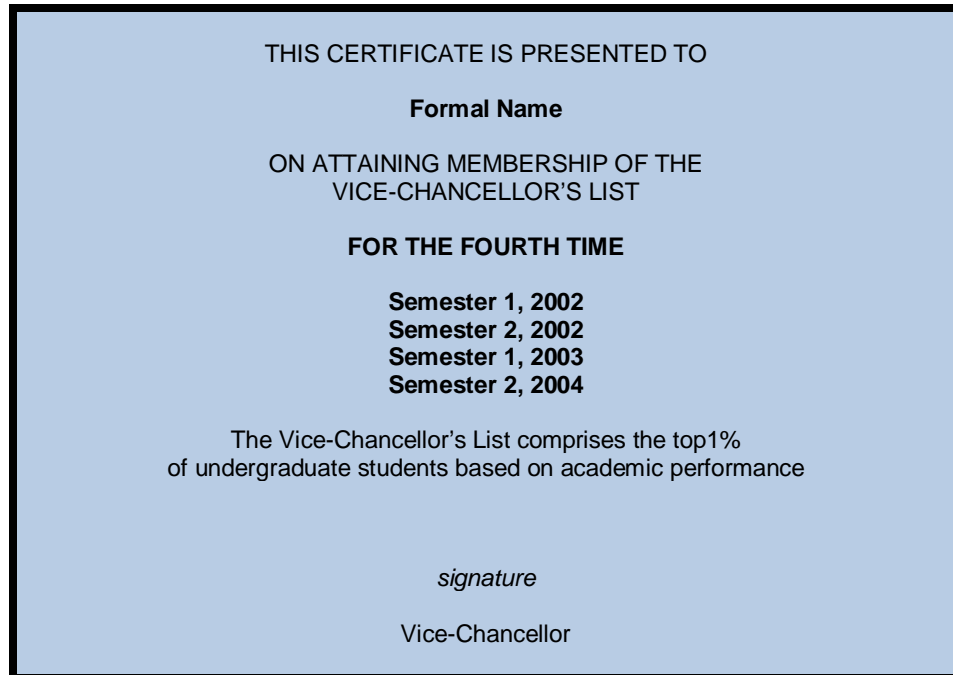 THIS CERTIFICATE IS PRESENTED TO
Formal Name
ON ATTAINING MEMBERSHIP OF THE
VICE-CHANCELLOR’S LIST
FOR THE FOURTH TIME
Semester 1, 2002
Semester 2, 2002
Semester 1, 2003
Semester 2, 2004
The Vice-Chancellor’s List comprises the top1%
of undergraduate students based on academic performance
signature
Vice-Chancellor